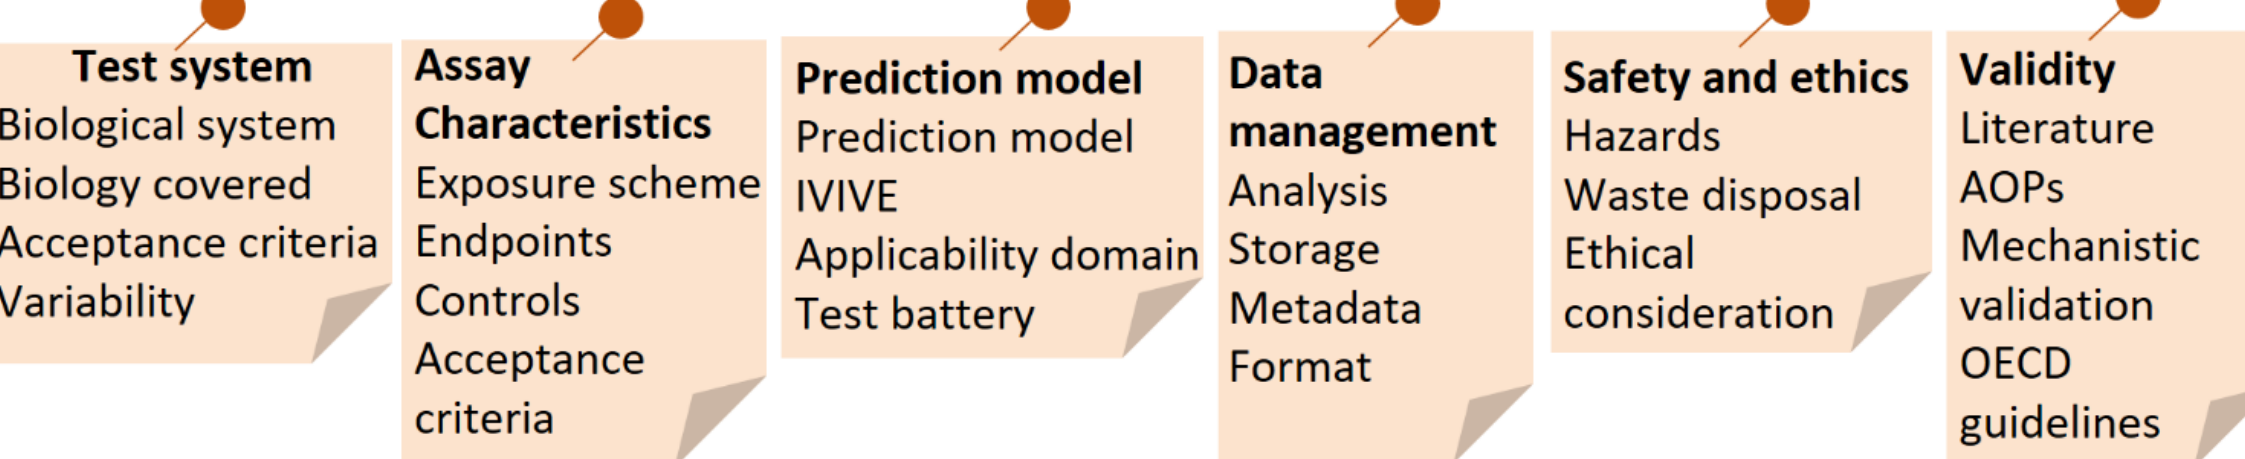 Test system
Biological system
Biology covered
Acceptance criteria
Variability
Assay
Characteristics
Exposure scheme
Endpoints
Controls
Acceptance
criteria
Prediction model
Prediction model
IVIVE
Applicability domain
Test battery
Data
management
Analysis
Storage
Metadata
Format
Safety and ethics
Hazards
Waste disposal
Ethical
consideration
Validity
Literature
AOPs
Mechanistic
validation
OECD
guidelines